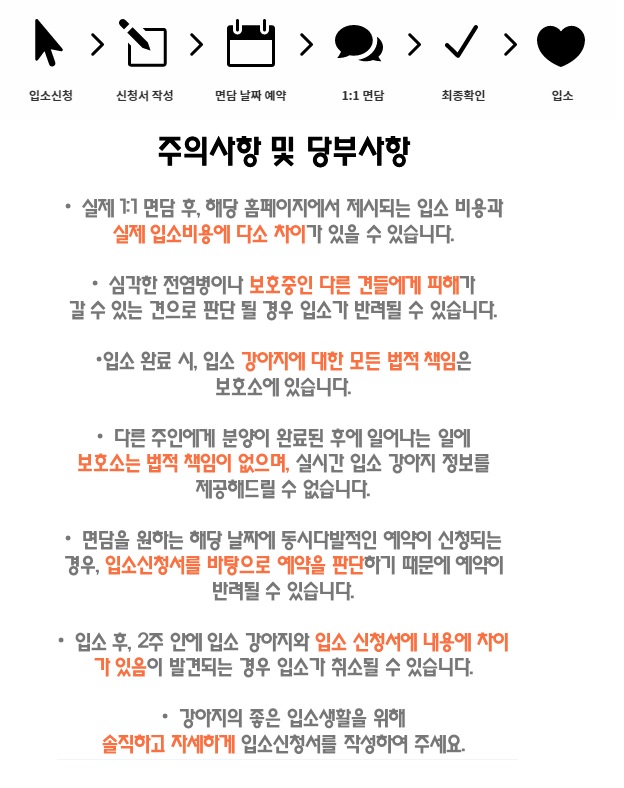 입소신청
신청서 작성
면담 날짜 예약
1:1 면담
최종확인
입소
주의사항 및 당부사항
• 실제 1:1 면담 후, 해당 홈페이지에서 제시되는 입소 비용과
실제 입소비용에 다소 차이가 있을 수 있습니다.
• 심각한 전염병이나 보호중인 다른 견들에게 피해가
갈 수 있는 견으로 판단 될 경우 입소가 반려될 수 있습니다.
•입소 완료 시, 입소 강아지에 대한 모든 법적 책임은
보호소에 있습니다.
• 다른 주인에게 분양이 완료된 후에 일어나는 일에
보호소는 법적 책임이 없으며, 실시간 입소 강아지 정보를
제공해드릴 수 없습니다.
• 면담을 원하는 해당 날짜에 동시다발적인 예약이 신청되는
경우, 입소신청서를 바탕으로 예약을 판단하기 때문에 예약이
반려될 수 있습니다.
• 입소 후, 2주 안에 입소 강아지와 입소 신청서에 내용에 차이
가 있음이 발견되는 경우 입소가 취소될 수 있습니다.
• 강아지의 좋은 입소생활을 위해
솔직하고 자세하게 입소신청서를 작성하여 주세요.